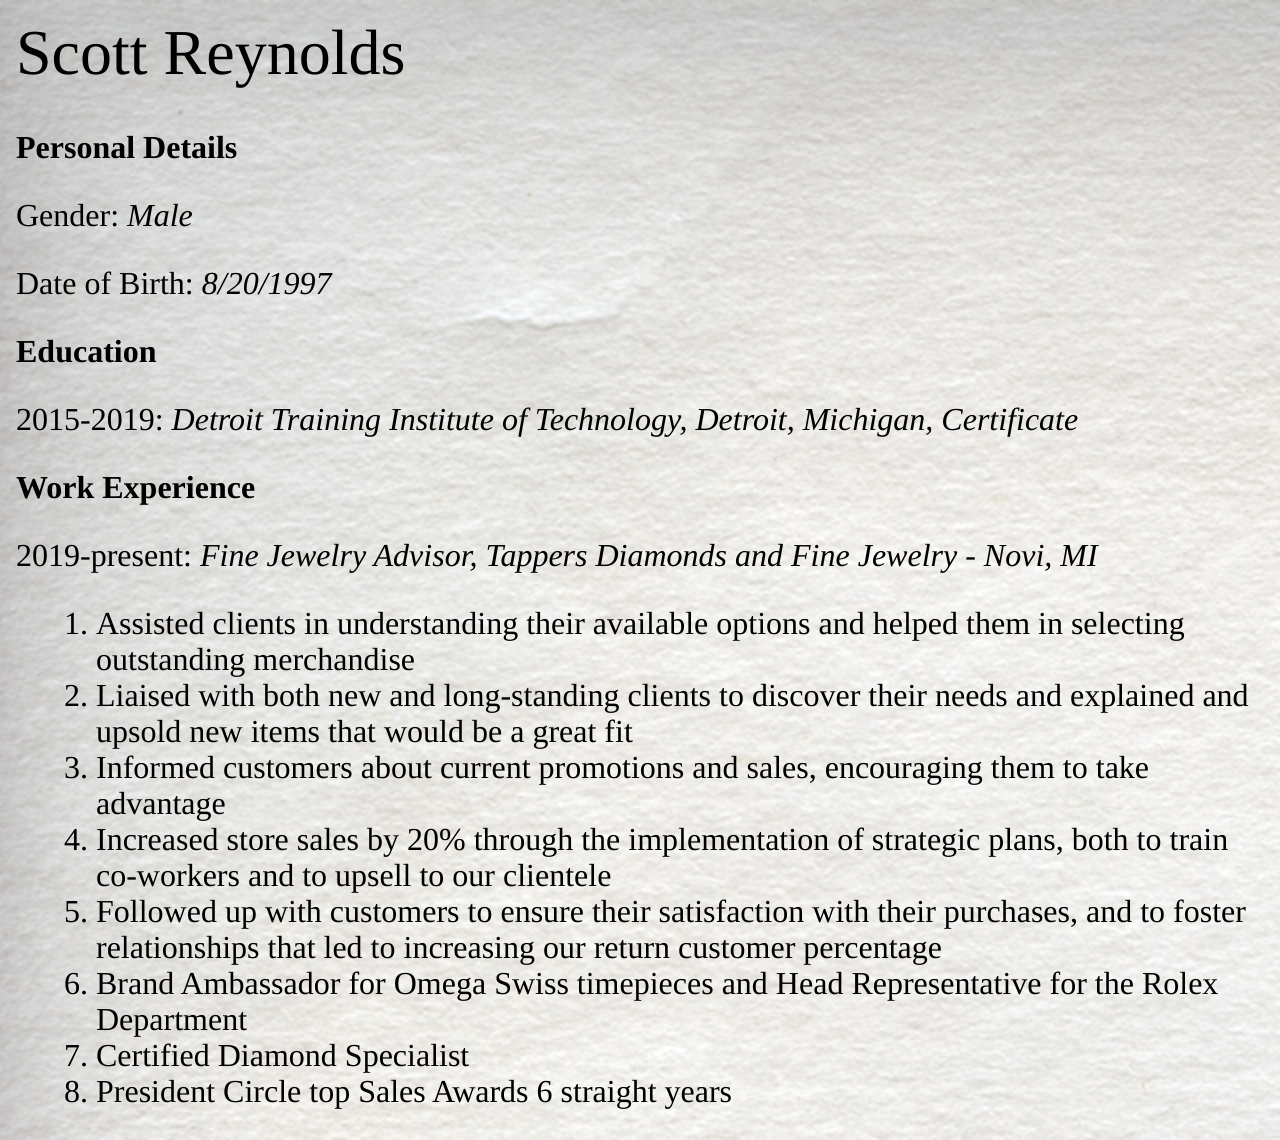 Scott Reynolds
Personal Details
Gender: Male
Date of Birth: 8/20/1997
Education
2015-2019: Detroit Training Institute of Technology, Detroit, Michigan, Certificate
Work Experience
2019-present: Fine Jewelry Advisor, Tappers Diamonds and Fine Jewelry - Novi, MI
1. Assisted clients in understanding their available options and helped them in selecting
outstanding merchandise
2. Liaised with both new and long-standing clients to discover their needs and explained and
upsold new items that would be a great fit
3. Informed customers about current promotions and sales, encouraging them to take
advantage
4. Increased store sales by 20% through the implementation of strategic plans, both to train
co-workers and to upsell to our clientele
5. Followed up with customers to ensure their satisfaction with their purchases, and to foster
relationships that led to increasing our return customer percentage
6. Brand Ambassador for Omega Swiss timepieces and Head Representative for the Rolex
Department
7. Certified Diamond Specialist
8. President Circle top Sales Awards 6 straight years